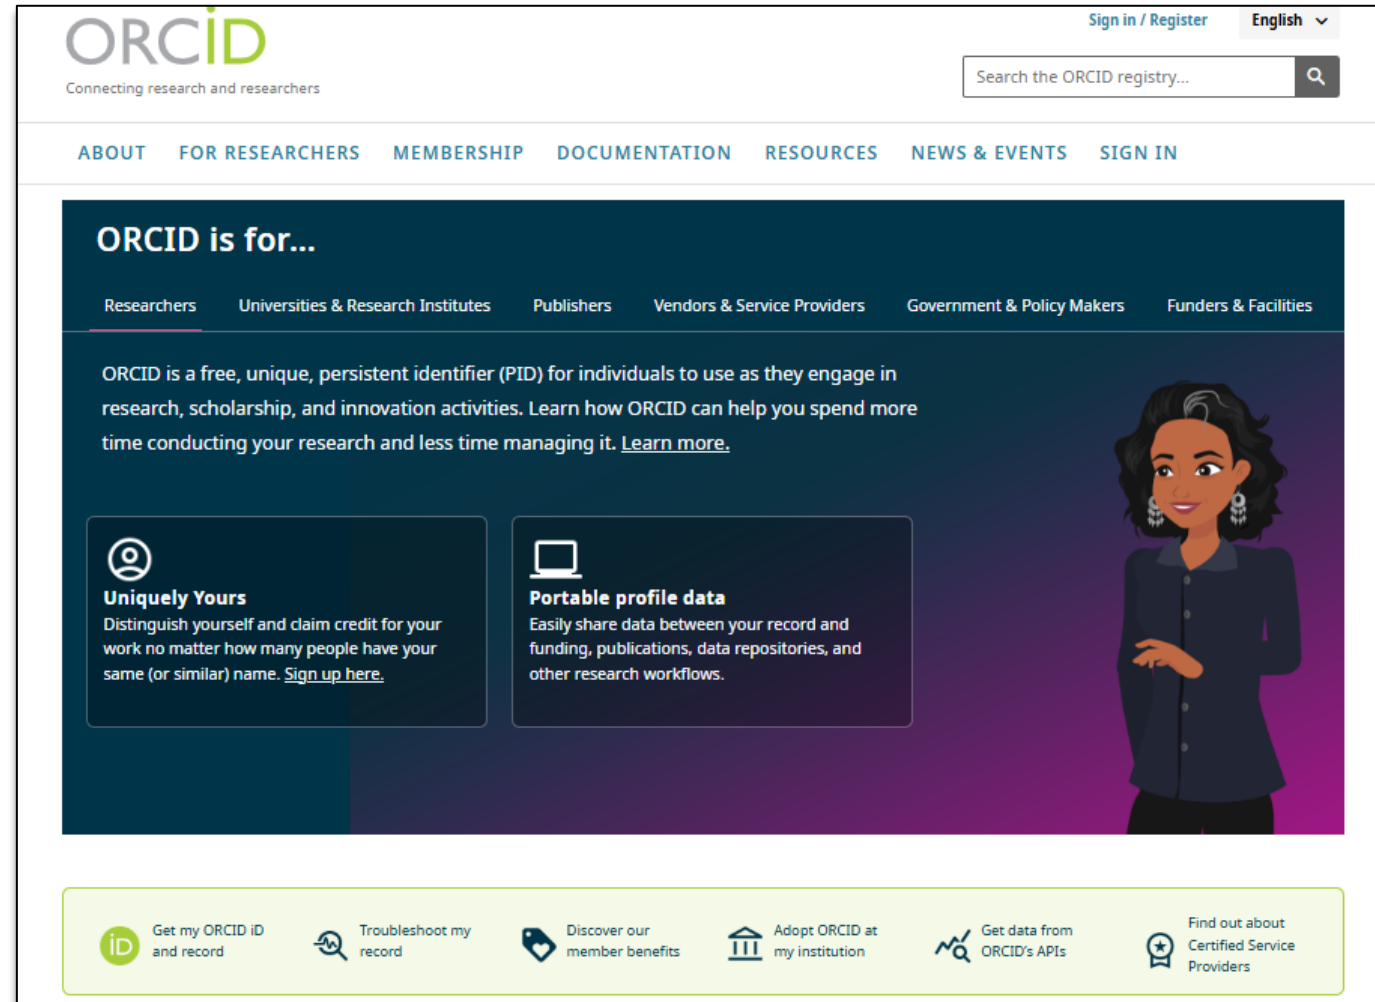 ORCiD
Connecting research and researchers
Sign in / Register
English
Search the ORCID registry...
ABOUT FOR RESEARCHERS MEMBERSHIP DOCUMENTATION RESOURCES NEWS & EVENTS SIGN IN
ORCID is for...
Researchers Universities & Research Institutes Publishers Vendors & Service Providers Government & Policy Makers Funders & Facilities
ORCID is a free, unique, persistent identifier (PID) for individuals to use as they engage in
research, scholarship, and innovation activities. Learn how ORCID can help you spend more
time conducting your research and less time managing it. Learn more.
Uniquely Yours
Distinguish yourself and claim credit for your
work no matter how many people have your
same (or similar) name. Sign up here.
Portable profile data
Easily share data between your record and
funding, publications, data repositories, and
other research workflows.
iD
Get my ORCID iD
and record
Troubleshoot my
record
Discover our
member benefits
Adopt ORCID at
my institution
Get data from
ORCID's APIs
Find out about
Certified Service
Providers